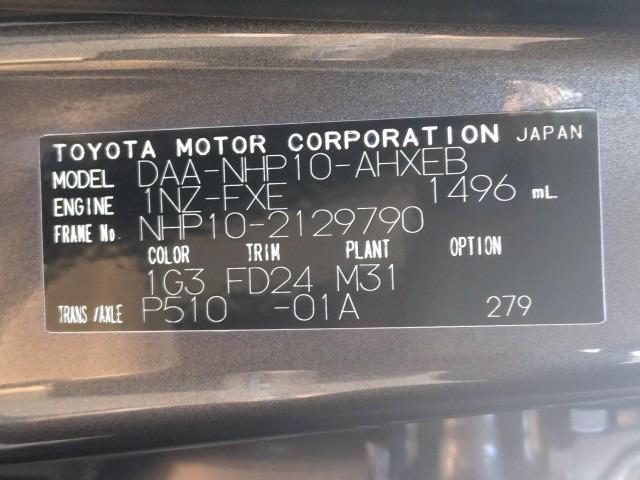 TOYOTA MOTOR CORPORATION JAPAN
MODEL DAA-NHP10-AHXEB
ENGINE 1NZ-FXE 1496 mL
FRAME No. NHP10-2129790
COLOR TRIM PLANT OPTION
1G3 FD24 M31
TRANS/AXLE P510 -01A 279